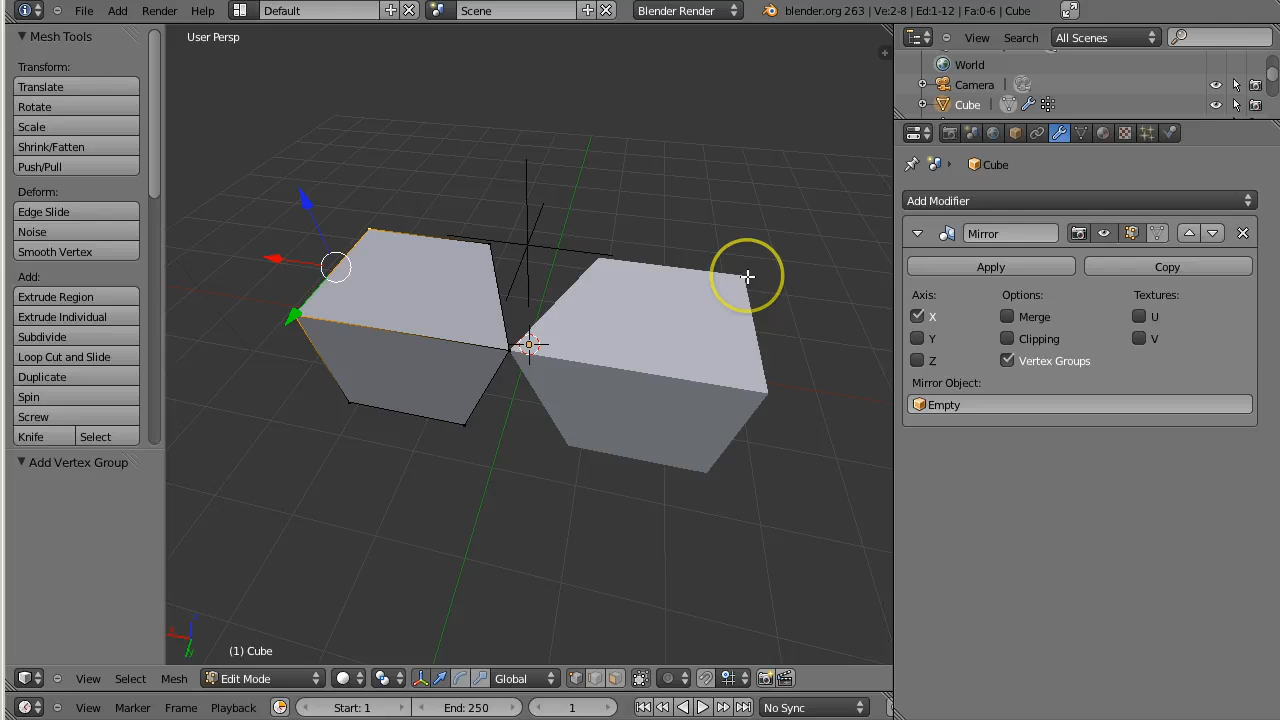 File Add Render Help Default Scene Blender Render blender.org 263 | Ve:2-8 | Ed:1-12 | Fa:0-6 | Cube
Mesh Tools
Transform:
Translate
Rotate
Scale
Shrink/Fatten
Push/Pull
Deform:
Edge Slide
Noise
Smooth Vertex
Add:
Extrude Region
Extrude Individual
Subdivide
Loop Cut and Slide
Duplicate
Spin
Screw
Knife Select
Add Vertex Group
User Persp
(1) Cube
View Select Mesh Edit Mode Global
View Marker Frame Playback Start: 1 End: 250 1 No Sync
View Search All Scenes
World
Camera
Cube
Cube
Add Modifier
Mirror
Apply Copy
Axis: Options: Textures:
X Merge U
Y Clipping V
Z Vertex Groups
Mirror Object:
Empty